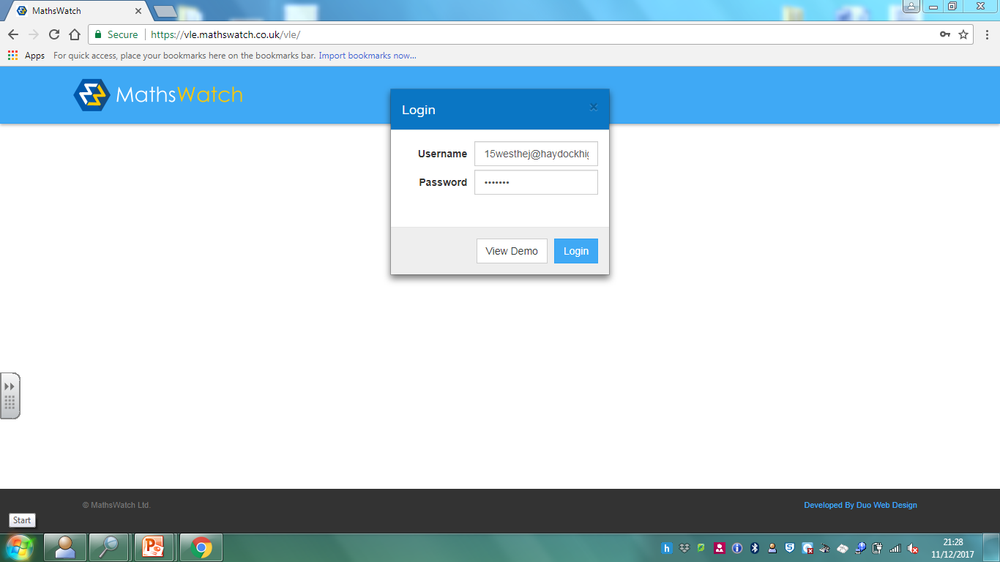 MathsWatch
Secure https://vle.mathswatch.co.uk/vle/
Apps For quick access, place your bookmarks here on the bookmarks bar. Import bookmarks now...
MathsWatch
Login ×
Username 15westhej@haydockhig
Password •••••••
View Demo Login
© MathsWatch Ltd. Developed By Duo Web Design
Start
21:28
11/12/2017